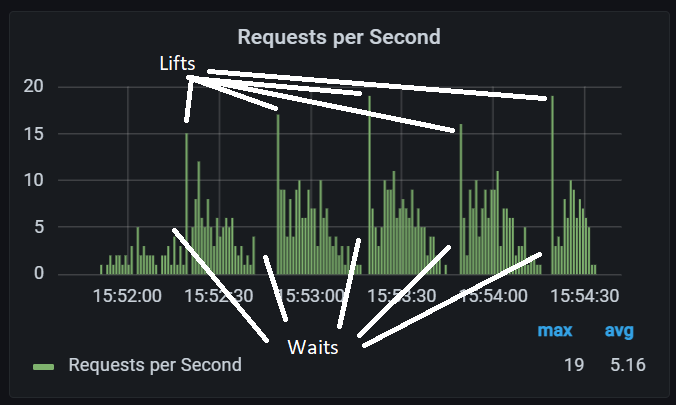 Requests per Second
Lifts
20
15
10
5
0
15:52:00 15:52:30 15:53:00 15:53:30 15:54:00 15:54:30
Waits
max avg
Requests per Second 19 5.16